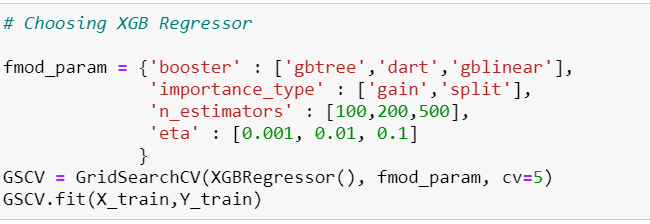 # Choosing XGB Regressor
fmod_param = {'booster' : ['gbtree','dart','gblinear'],
'importance_type' : ['gain','split'],
'n_estimators' : [100,200,500],
'eta' : [0.001, 0.01, 0.1]
}
GSCV = GridSearchCV(XGBRegressor(), fmod_param, cv=5)
GSCV.fit(X_train,Y_train)